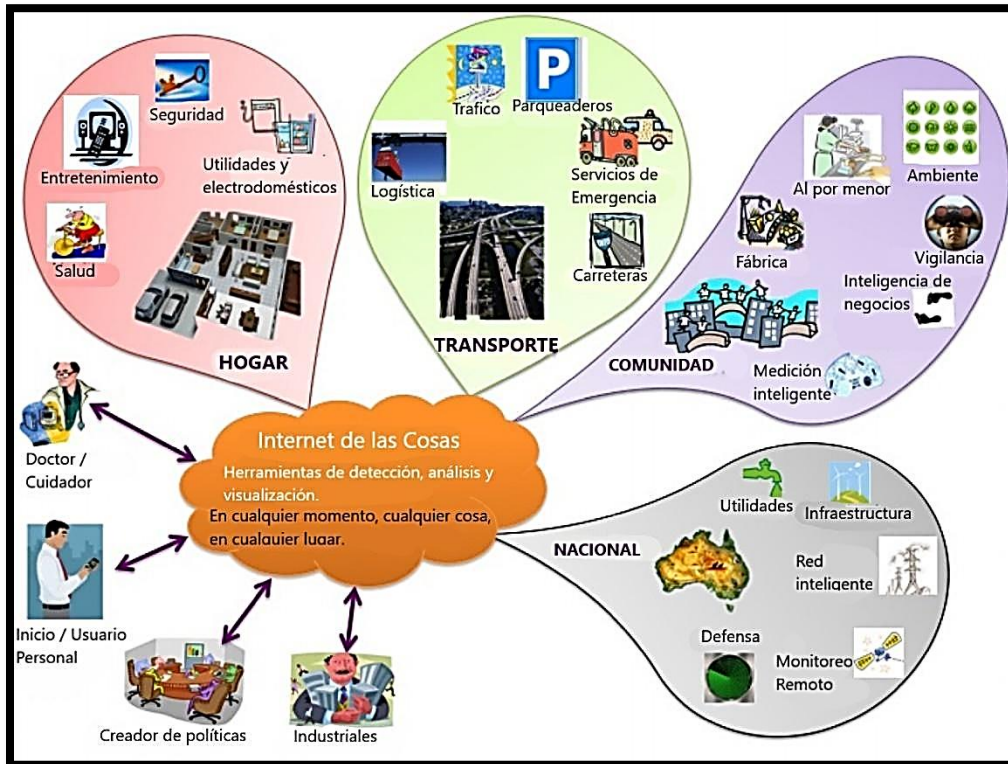 Seguridad
Entretenimiento
Utilidades y
electrodomésticos
Salud
HOGAR
Trafico
Parqueaderos
Logística
Servicios de
Emergencia
Carreteras
TRANSPORTE
Al por menor
Ambiente
Fábrica
Vigilancia
Inteligencia de
negocios
COMUNIDAD
Medición
inteligente
Internet de las Cosas
Herramientas de detección, análisis y
visualización.
En cualquier momento, cualquier cosa,
en cualquier lugar.
Doctor /
Cuidador
Inicio / Usuario
Personal
Creador de políticas
Industriales
NACIONAL
Utilidades
Infraestructura
Red
inteligente
Defensa
Monitoreo
Remoto
P